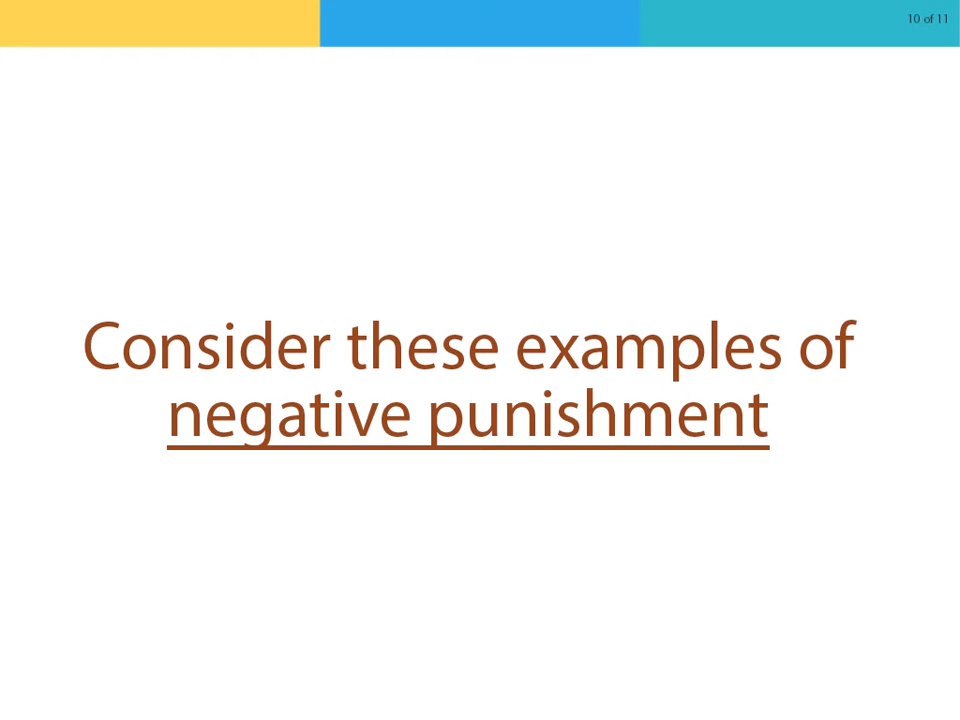 10 of 11
Consider these examples of
negative punishment